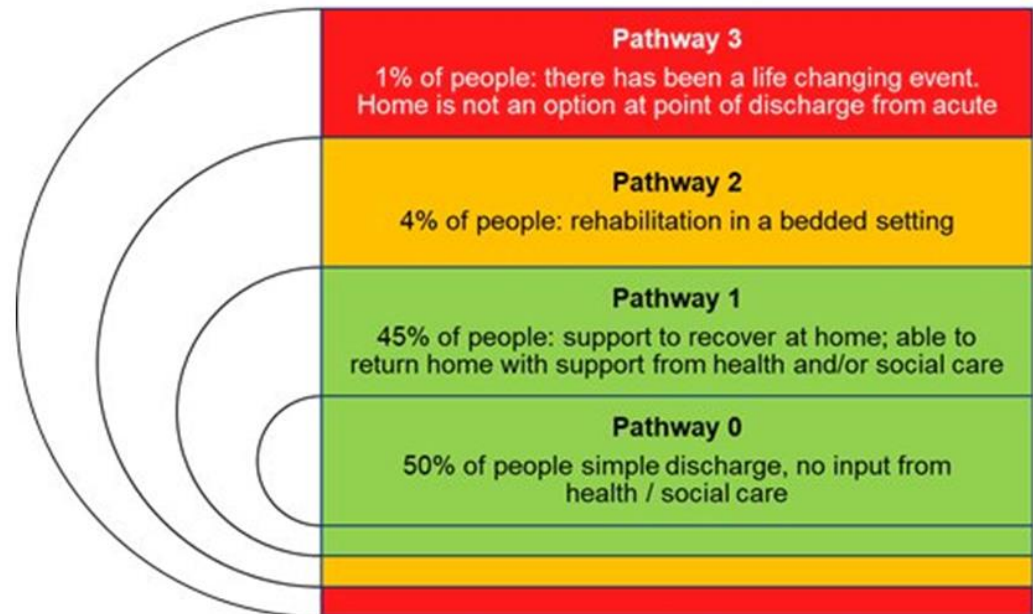 Pathway 3
1% of people: there has been a life changing event.
Home is not an option at point of discharge from acute
Pathway 2
4% of people: rehabilitation in a bedded setting
Pathway 1
45% of people: support to recover at home; able to
return home with support from health and/or social care
Pathway 0
50% of people simple discharge, no input from
health / social care